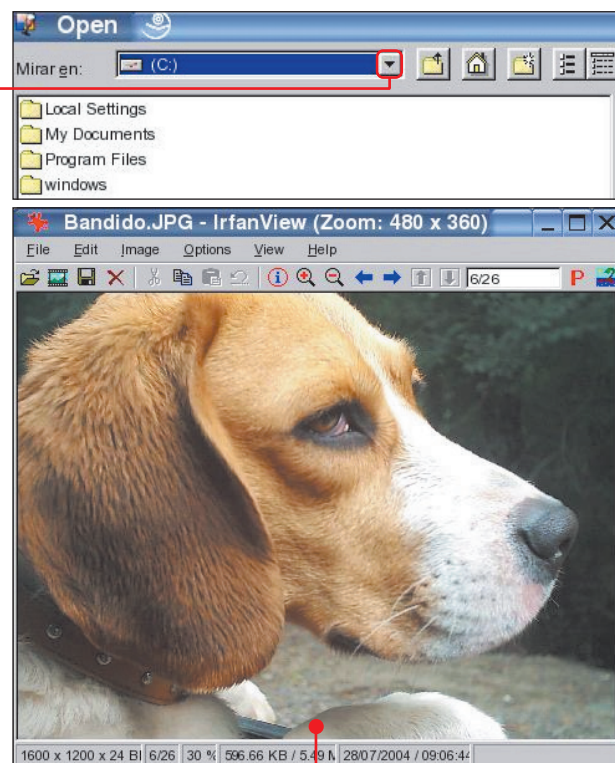 Open
Mirar en: (C:)
Local Settings
My Documents
Program Files
windows
Bandido.JPG - IrfanView (Zoom: 480 x 360)
File Edit Image Options View Help
6/26 P
1600 x 1200 x 24 BI 6/26 30 % 596.66 KB / 5.49 M 28/07/2004 / 09:06:44